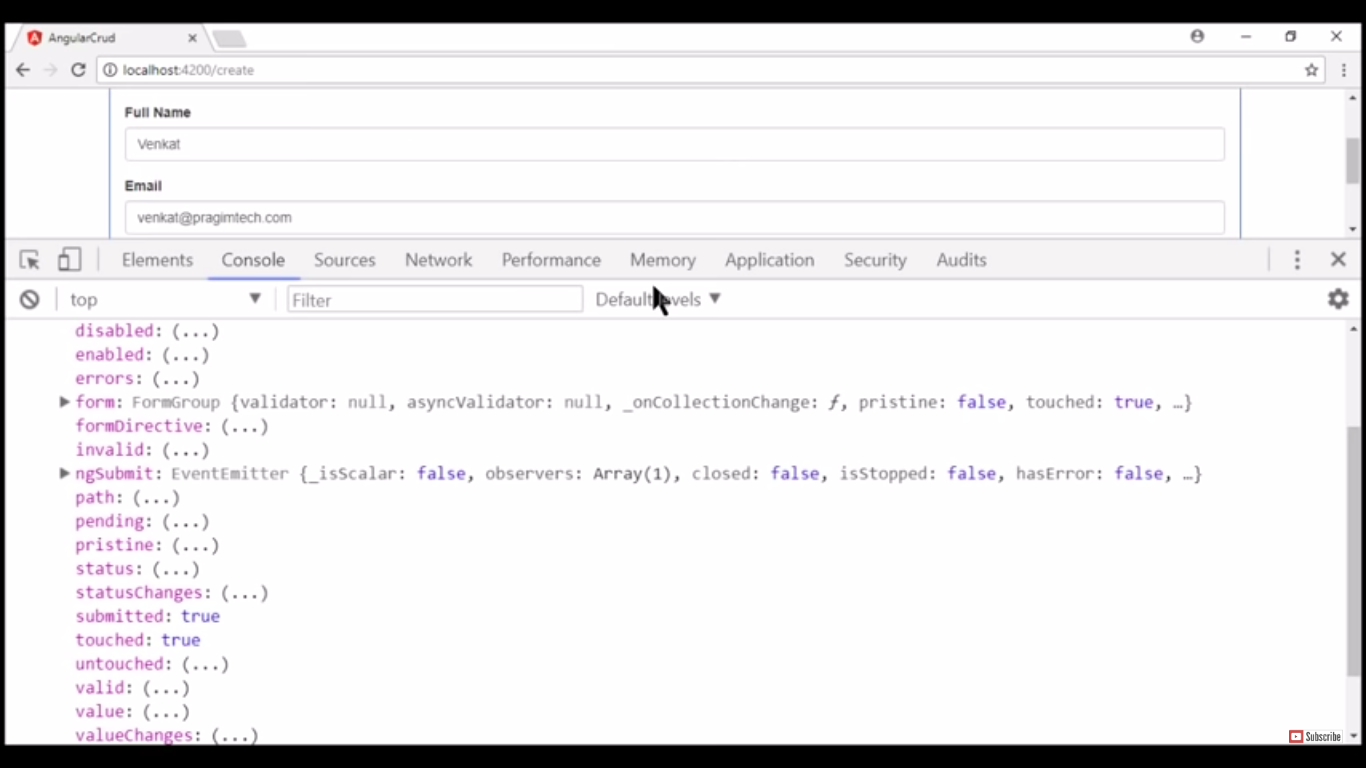 AngularCrud
localhost:4200/create
Full Name
Venkat
Email
venkat@pragimtech.com
Elements Console Sources Network Performance Memory Application Security Audits
top Filter Default levels
disabled: (...)
enabled: (...)
errors: (...)
form: FormGroup {validator: null, asyncValidator: null, _onCollectionChange: ƒ, pristine: false, touched: true, …}
formDirective: (...)
invalid: (...)
ngSubmit: EventEmitter {_isScalar: false, observers: Array(1), closed: false, isStopped: false, hasError: false, …}
path: (...)
pending: (...)
pristine: (...)
status: (...)
statusChanges: (...)
submitted: true
touched: true
untouched: (...)
valid: (...)
value: (...)
valueChanges: (...)
Subscribe